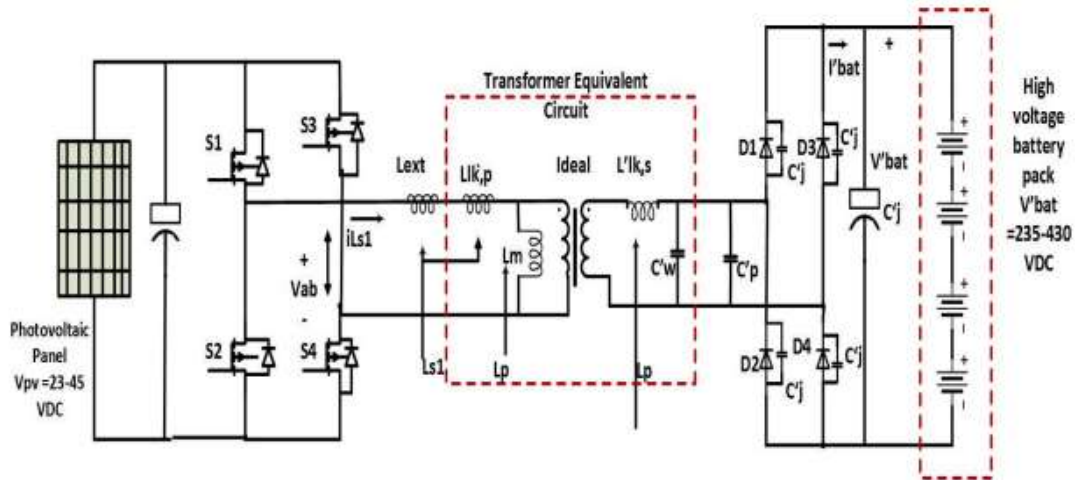 Transformer Equivalent
Circuit
I'bat
+
High
voltage
battery
pack
V'bat
=235-430
VDC
S1
S3
D1
D3
C'j
C'j
V'bat
C'j
Lext
Llk,p
Ideal
L'lk,s
iLs1
Lm
C'w
C'p
+
Vab
-
Photovoltaic
Panel
Vpv =23-45
VDC
S2
S4
Ls1
Lp
Lp
D2
D4
C'j
C'j
+
-
+
-
+
-
+
-